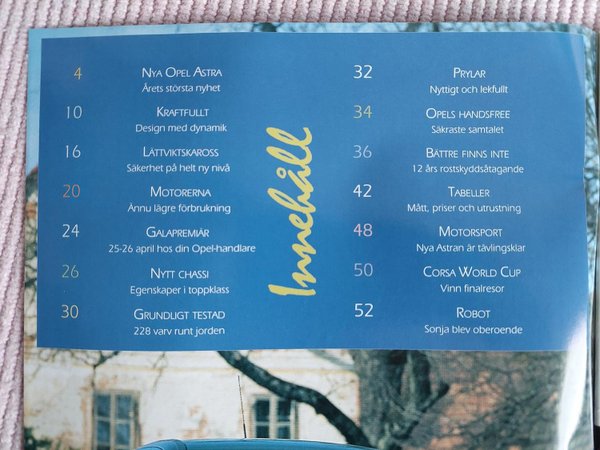 4 NYA OPEL ASTRA
Årets största nyhet
10 KRAFTFULLT
Design med dynamik
16 LÄTTVIKTSKAROSS
Säkerhet på helt ny nivå
20 MOTORERNA
Ännu lägre förbrukning
24 GALAPREMIÄR
25-26 april hos din Opel-handlare
26 NYTT CHASSI
Egenskaper i toppklass
30 GRUNDLIGT TESTAD
228 varv runt jorden
Innehåll
32 PRYLAR
Nyttigt och lekfullt
34 OPELS HANDSFREE
Säkraste samtalet
36 BÄTTRE FINNS INTE
12 års rostskyddsåtagande
42 TABELLER
Mått, priser och utrustning
48 MOTORSPORT
Nya Astran är tävlingsklar
50 CORSA WORLD CUP
Vinn finalresor
52 ROBOT
Sonja blev oberoende